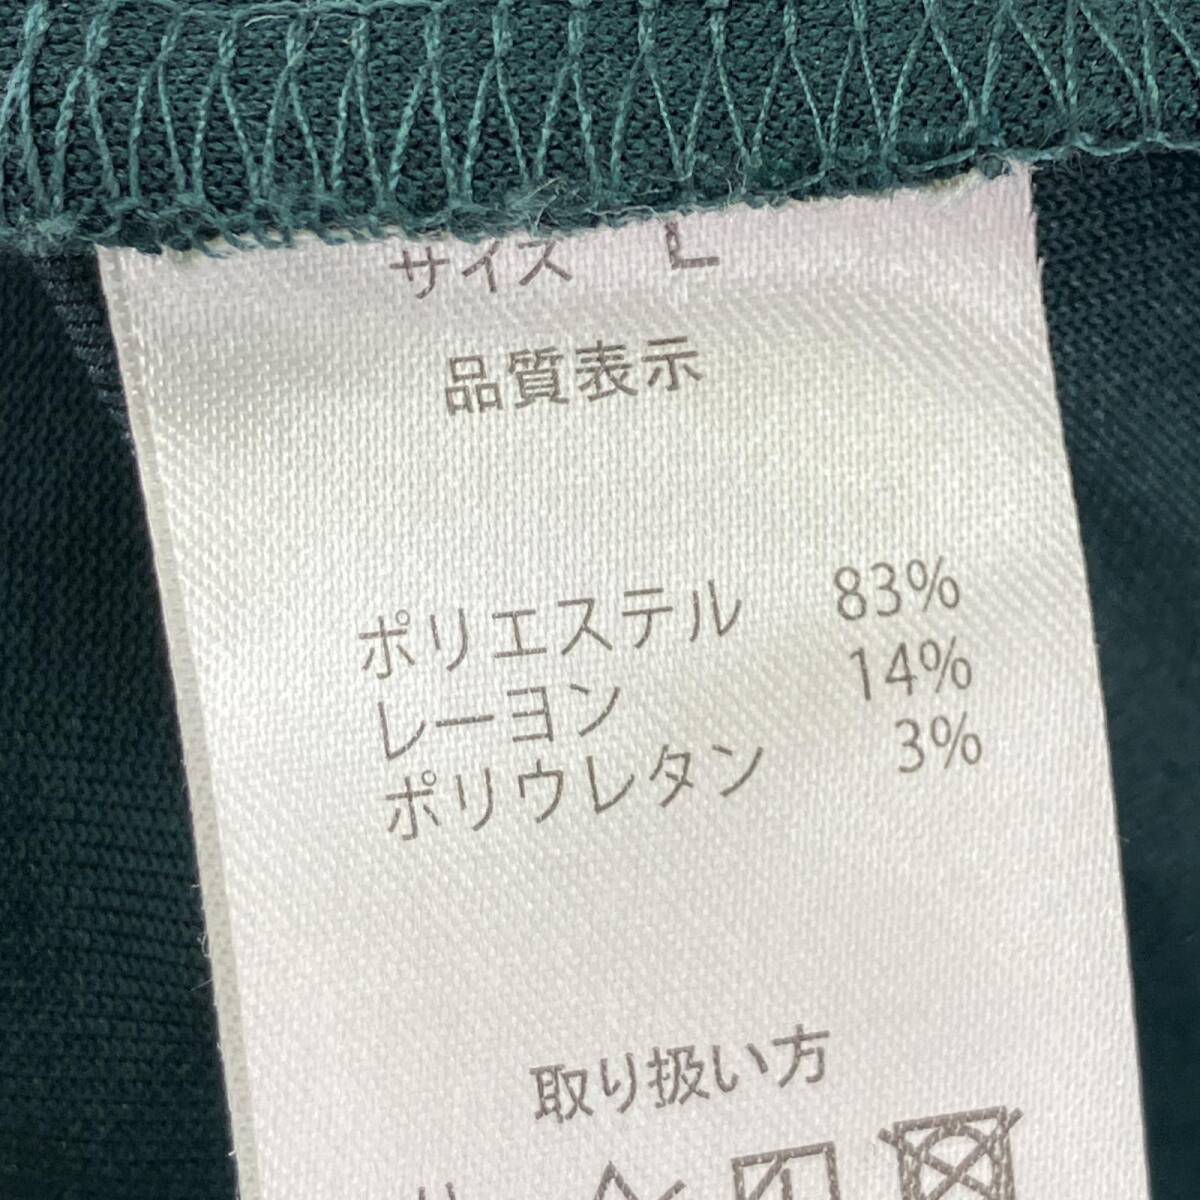 サイズ L
品質表示
ポリエステル 83%
レーヨン 14%
ポリウレタン 3%
取り扱い方